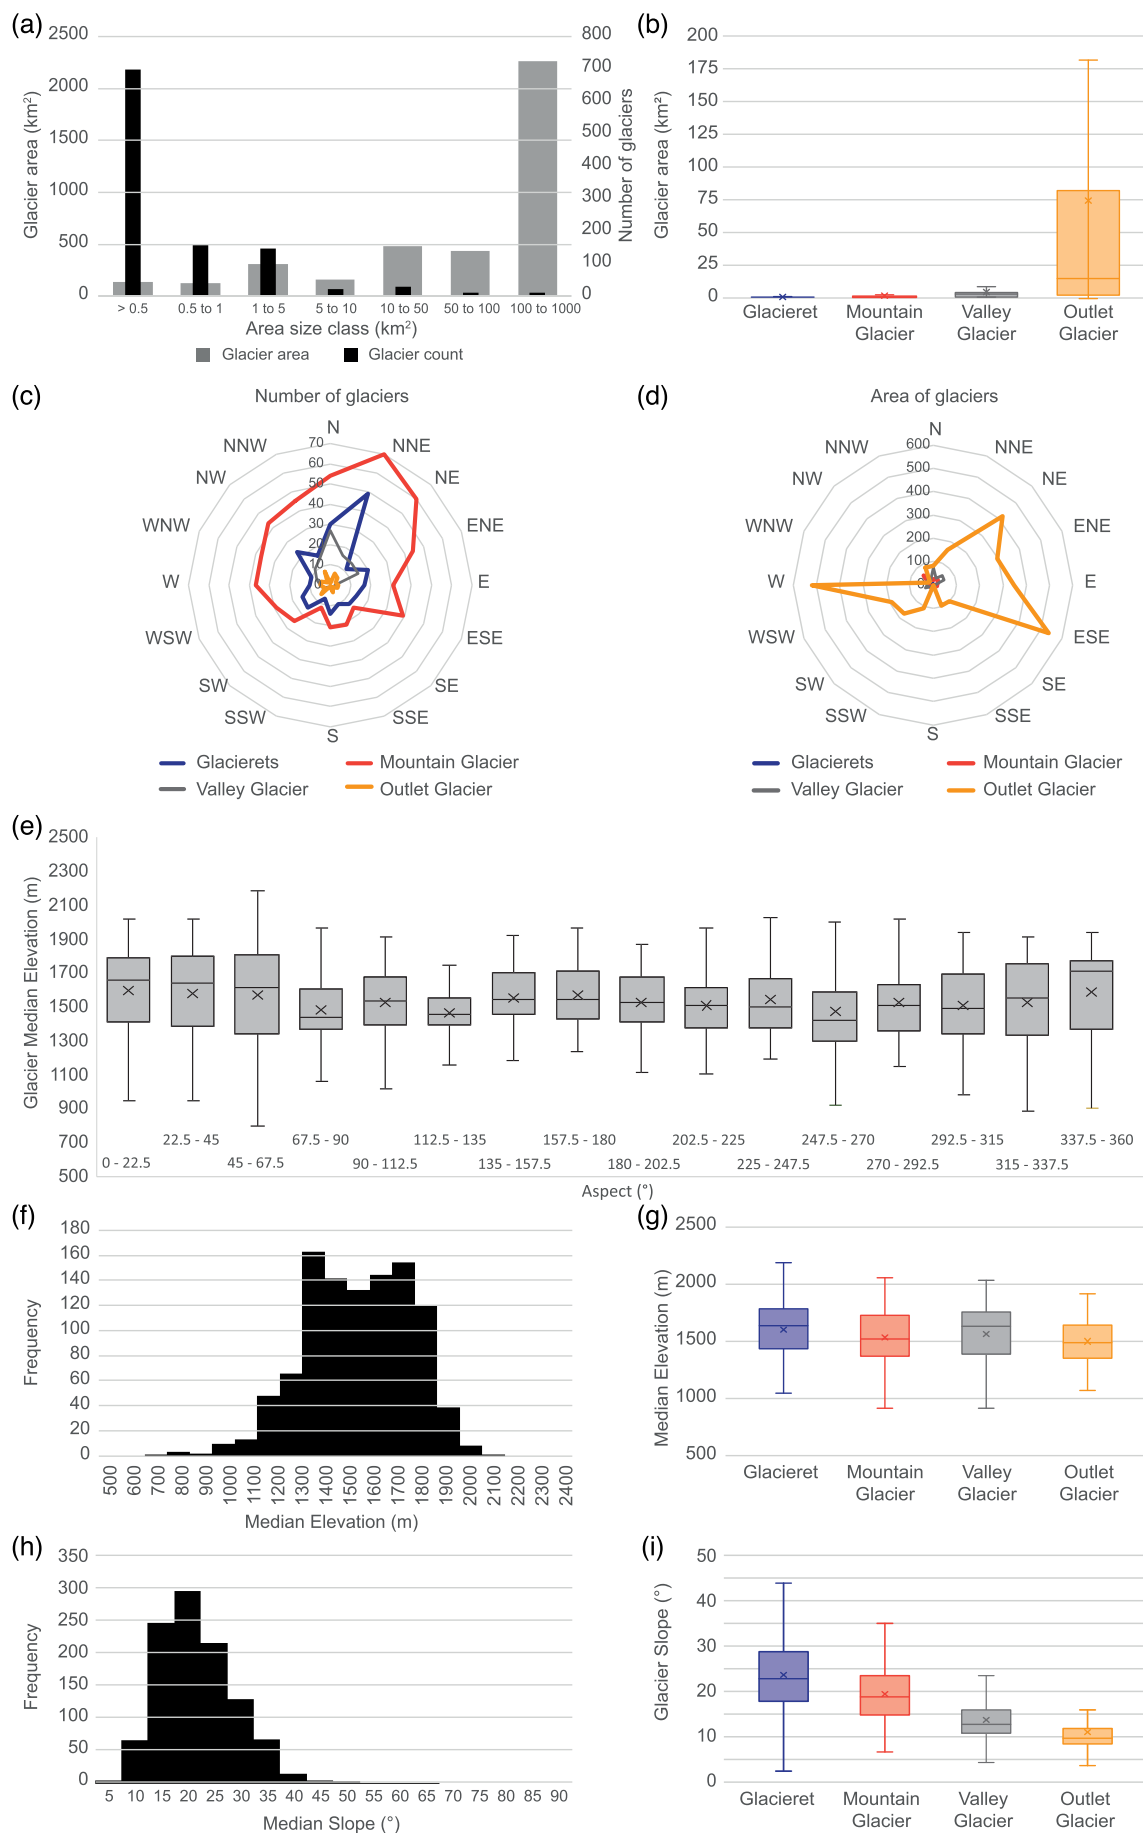 (a)
2500
2000
1500
1000
500
0
Glacier area (km²)
800
700
600
500
400
300
200
100
0
Number of glaciers
> 0.5
0.5 to 1
1 to 5
5 to 10
10 to 50
50 to 100
100 to 1000
Area size class (km²)
Glacier area
Glacier count
(b)
200
175
150
125
100
75
50
25
0
Glacier area (km²)
Glacieret
Mountain Glacier
Valley Glacier
Outlet Glacier
(c)
Number of glaciers
N
NNE
NE
ENE
E
ESE
SE
SSE
S
SSW
SW
WSW
W
WNW
NW
NNW
70
60
50
40
30
20
10
0
Glacierets
Mountain Glacier
Valley Glacier
Outlet Glacier
(d)
Area of glaciers
N
NNE
NE
ENE
E
ESE
SE
SSE
S
SSW
SW
WSW
W
WNW
NW
NNW
600
500
400
300
200
100
0
Glacierets
Mountain Glacier
Valley Glacier
Outlet Glacier
(e)
2500
2300
2100
1900
1700
1500
1300
1100
900
700
500
Glacier Median Elevation (m)
0 - 22.5
22.5 - 45
45 - 67.5
67.5 - 90
90 - 112.5
112.5 - 135
135 - 157.5
157.5 - 180
180 - 202.5
202.5 - 225
225 - 247.5
247.5 - 270
270 - 292.5
292.5 - 315
315 - 337.5
337.5 - 360
Aspect (°)
(f)
180
160
140
120
100
80
60
40
20
0
Frequency
500
600
700
800
900
1000
1100
1200
1300
1400
1500
1600
1700
1800
1900
2000
2100
2200
2300
2400
Median Elevation (m)
(g)
2500
2000
1500
1000
500
Median Elevation (m)
Glacieret
Mountain Glacier
Valley Glacier
Outlet Glacier
(h)
350
300
250
200
150
100
50
0
Frequency
5
10
15
20
25
30
35
40
45
50
55
60
65
70
75
80
85
90
Median Slope (°)
(i)
50
40
30
20
10
0
Glacier Slope (°)
Glacieret
Mountain Glacier
Valley Glacier
Outlet Glacier